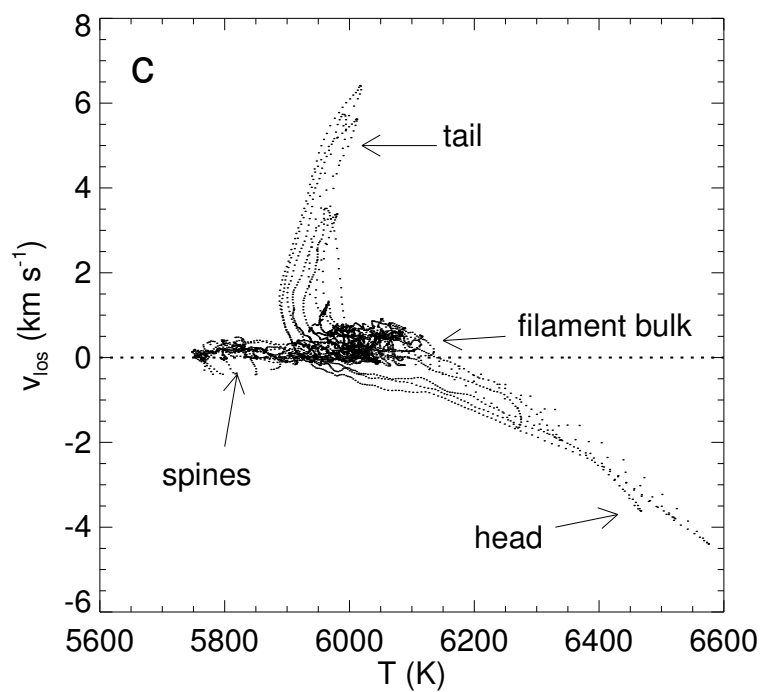 8
c
6
tail
4
v_los (km s⁻¹)
2
filament bulk
0
-2
spines
head
-4
-6
5600 5800 6000 6200 6400 6600
T (K)